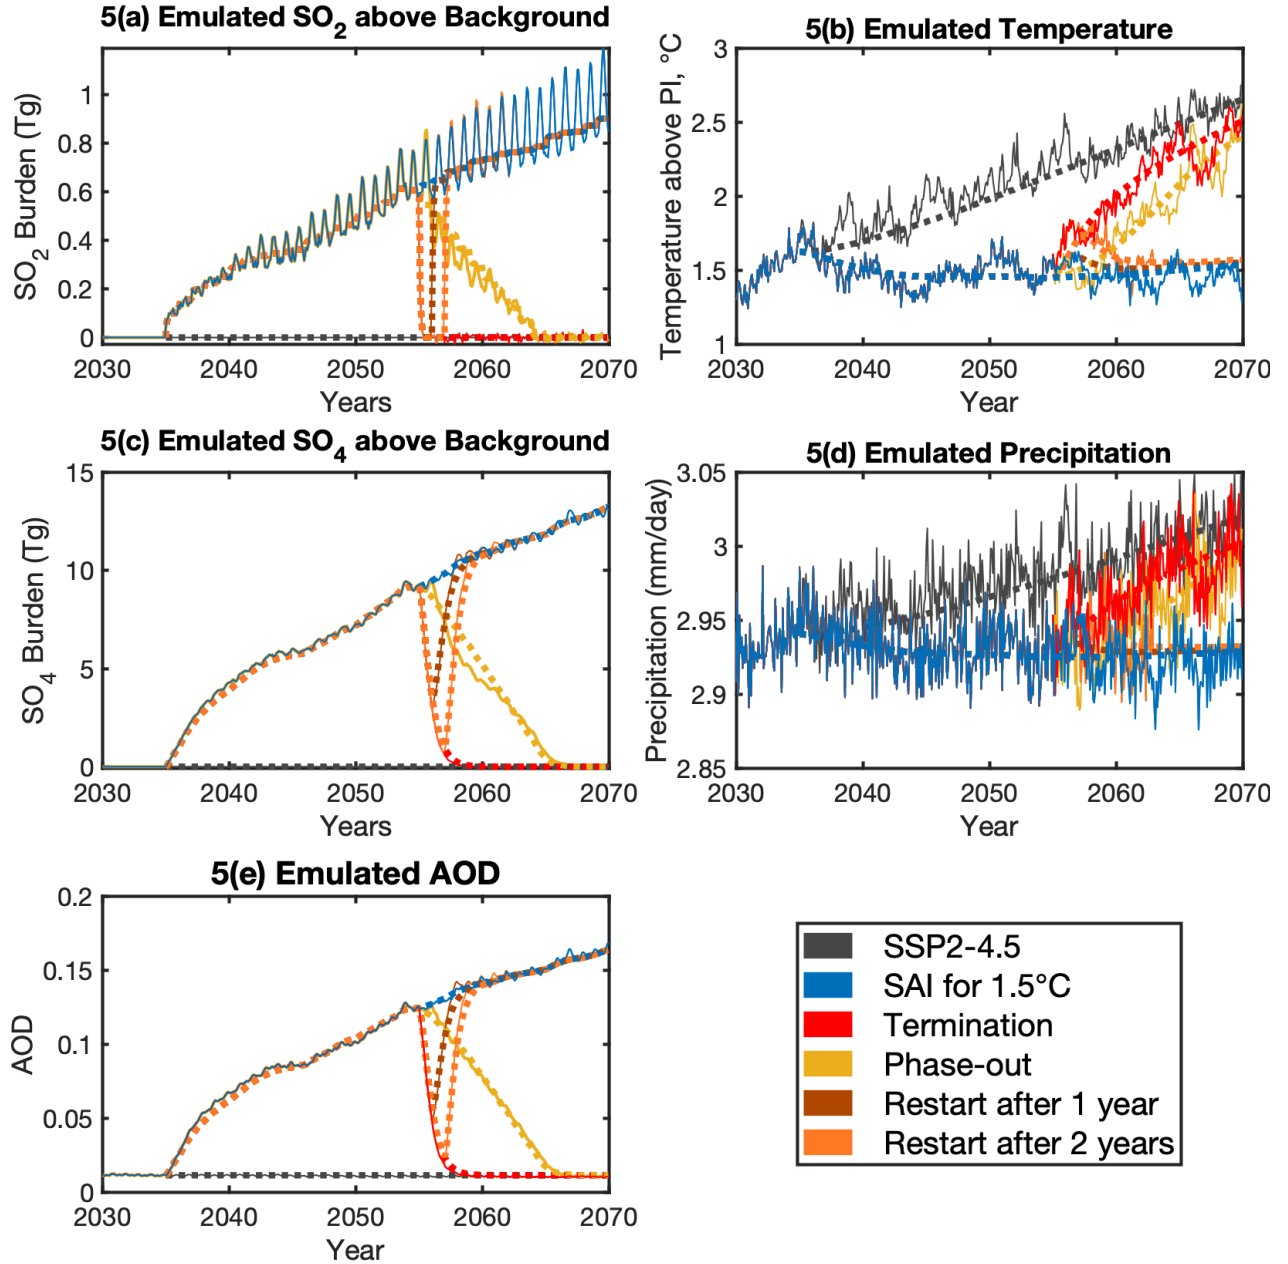 5(a) Emulated SO2 above Background
SO2 Burden (Tg)
1
0.8
0.6
0.4
0.2
0
2030 2040 2050 2060 2070
Years
5(b) Emulated Temperature
Temperature above PI, °C
3
2.5
2
1.5
1
2030 2040 2050 2060 2070
Year
5(c) Emulated SO4 above Background
SO4 Burden (Tg)
15
10
5
0
2030 2040 2050 2060 2070
Years
5(d) Emulated Precipitation
Precipitation (mm/day)
3.05
3
2.95
2.9
2.85
2030 2040 2050 2060 2070
Year
5(e) Emulated AOD
AOD
0.2
0.15
0.1
0.05
0
2030 2040 2050 2060 2070
Year
SSP2-4.5
SAI for 1.5°C
Termination
Phase-out
Restart after 1 year
Restart after 2 years